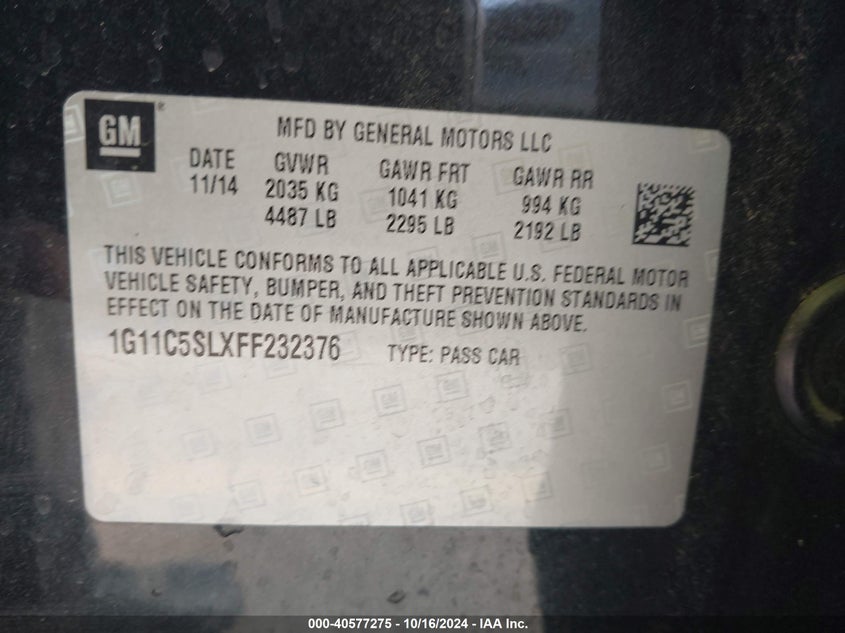 GM ®
MFD BY GENERAL MOTORS LLC
DATE GVWR GAWR FRT GAWR RR
11/14 2035 KG 1041 KG 994 KG
4487 LB 2295 LB 2192 LB
THIS VEHICLE CONFORMS TO ALL APPLICABLE U.S. FEDERAL MOTOR
VEHICLE SAFETY, BUMPER, AND THEFT PREVENTION STANDARDS IN
EFFECT ON THE DATE OF MANUFACTURE SHOWN ABOVE.
1G11C5SLXFF232376 TYPE: PASS CAR
000-40577275 - 10/16/2024 - IAA Inc.